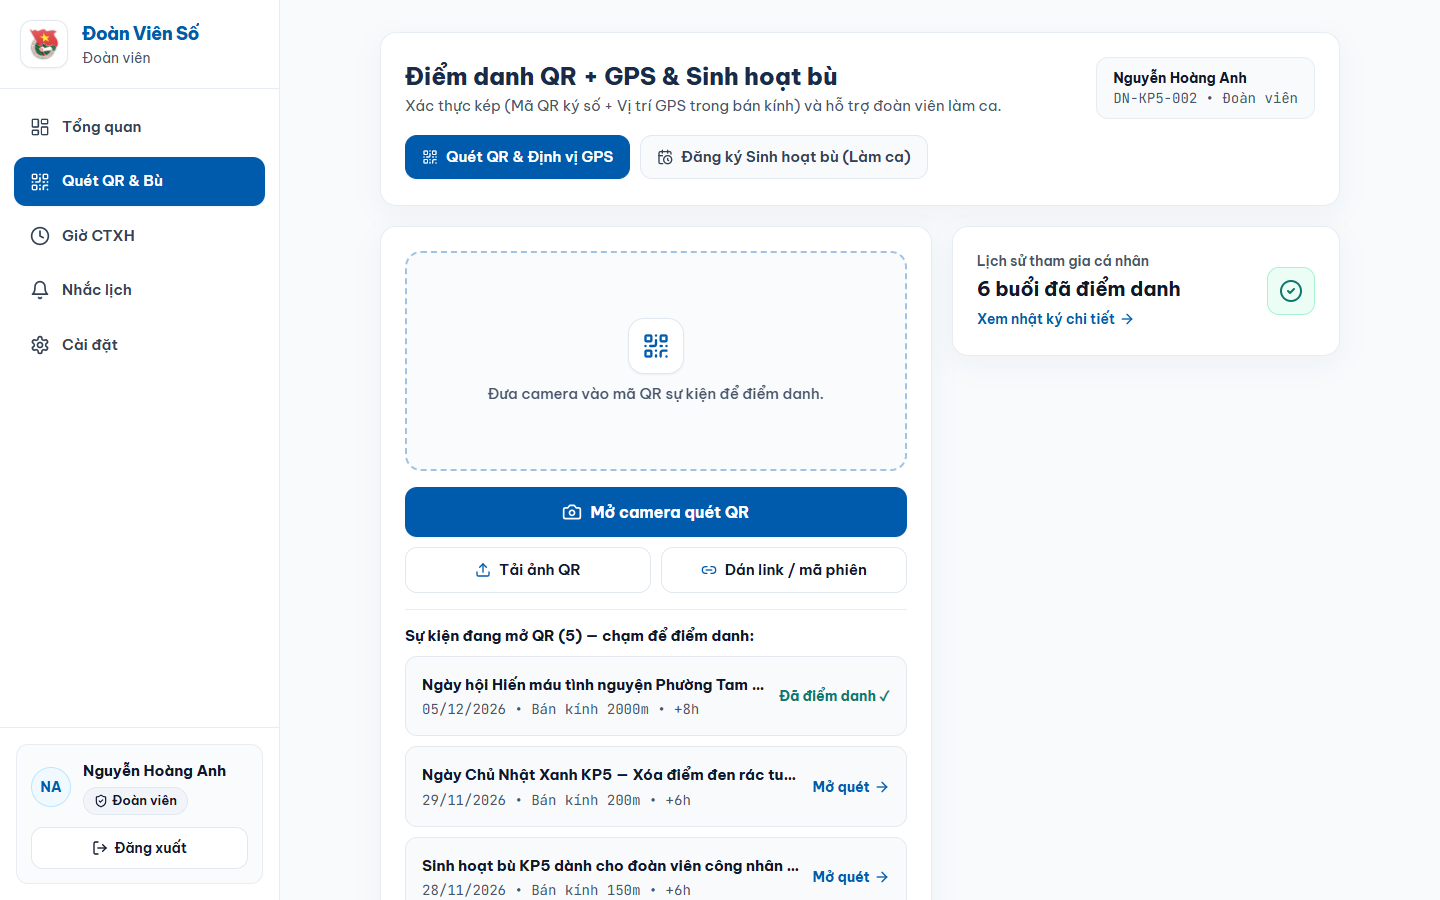 Đoàn Viên Số
Đoàn viên
Tổng quan
Quét QR & Bù
Giờ CTXH
Nhắc lịch
Cài đặt
NA
Nguyễn Hoàng Anh
Đoàn viên
Đăng xuất
Điểm danh QR + GPS & Sinh hoạt bù
Xác thực kép (Mã QR ký số + Vị trí GPS trong bán kính) và hỗ trợ đoàn viên làm ca.
Nguyễn Hoàng Anh
DN-KP5-002 • Đoàn viên
Quét QR & Định vị GPS
Đăng ký Sinh hoạt bù (Làm ca)
Đưa camera vào mã QR sự kiện để điểm danh.
Mở camera quét QR
Tải ảnh QR
Dán link / mã phiên
Sự kiện đang mở QR (5) — chạm để điểm danh:
Ngày hội Hiến máu tình nguyện Phường Tam ...
05/12/2026 • Bán kính 2000m • +8h
Đã điểm danh ✓
Ngày Chủ Nhật Xanh KP5 — Xóa điểm đen rác tu...
29/11/2026 • Bán kính 200m • +6h
Mở quét →
Sinh hoạt bù KP5 dành cho đoàn viên công nhân ...
28/11/2026 • Bán kính 150m • +6h
Mở quét →
Lịch sử tham gia cá nhân
6 buổi đã điểm danh
Xem nhật ký chi tiết →